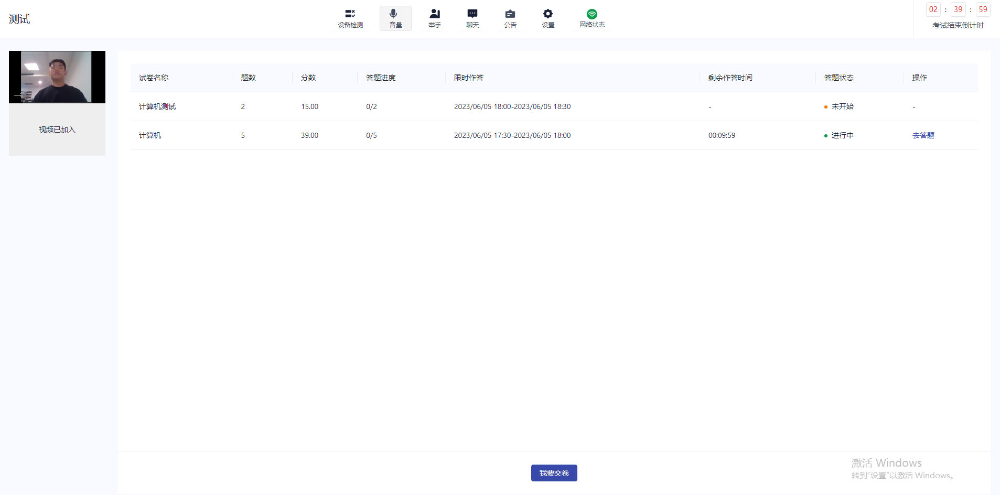 测试
设备检测
音量
举手
聊天
公告
设置
网络状态
02 : 39 : 59
考试结束倒计时
视频已加入
试卷名称 题数 分数 答题进度 限时作答 剩余作答时间 答题状态 操作
计算机测试 2 15.00 0/2 2023/06/05 18:00-2023/06/05 18:30 - 未开始 -
计算机 5 39.00 0/5 2023/06/05 17:30-2023/06/05 18:00 00:09:59 进行中 去答题
我要交卷
激活 Windows
转到"设置"以激活 Windows。